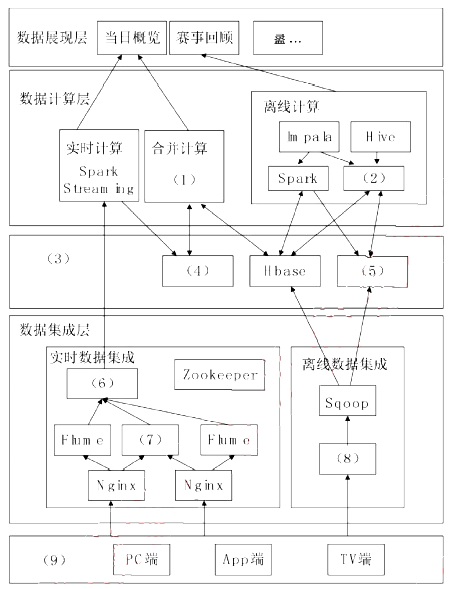 数据展现层
当日概览
赛事回顾
数据计算层
离线计算
Impala
Hive
实时计算
Spark
Streaming
合并计算
(1)
Spark
(2)
(3)
(4)
Hbase
(5)
数据集成层
实时数据集成
(6)
Zookeeper
离线数据集成
Sqoop
Flume
(7)
Flume
(8)
Nginx
Nginx
(9)
PC端
App端
TV端